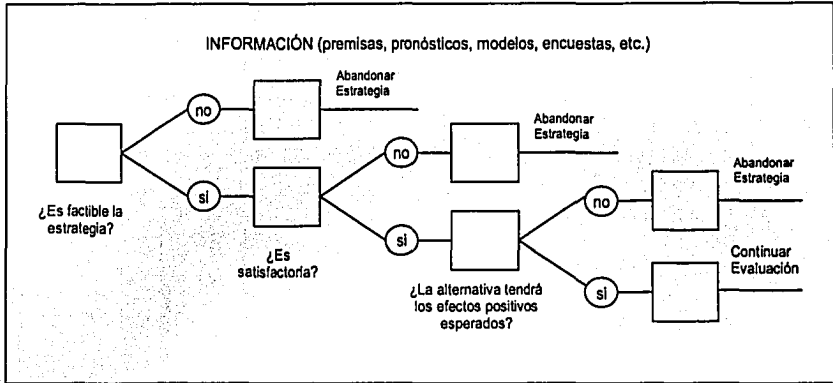 INFORMACIÓN (premisas, pronósticos, modelos, encuestas, etc.)
Abandonar
Estrategia
no
Abandonar
Estrategia
no
Abandonar
Estrategia
si
no
¿Es factible la
estrategia?
si
¿Es
satisfactoria?
Continuar
Evaluación
¿La alternativa tendrá
los efectos positivos
esperados?
si